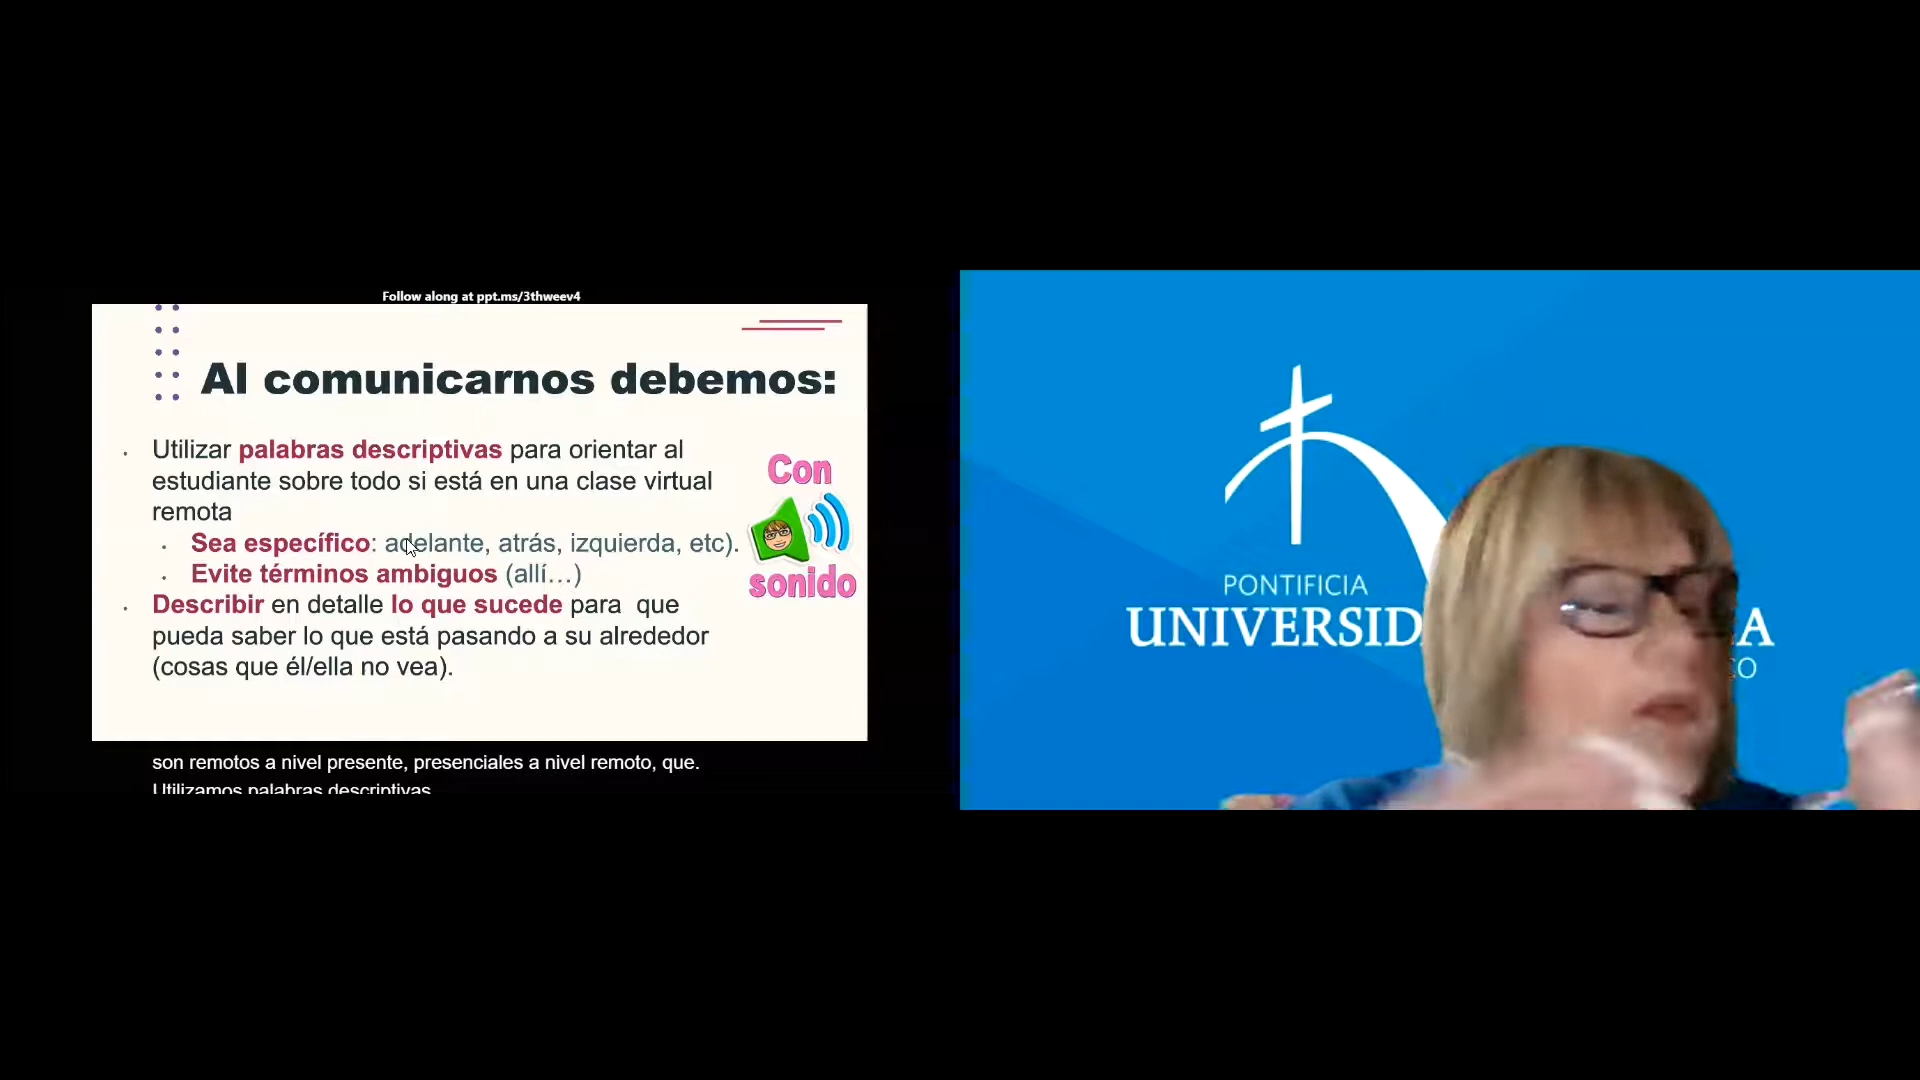 Follow along at ppt.ms/3thweev4
Al comunicarnos debemos:
Utilizar palabras descriptivas para orientar al
estudiante sobre todo si está en una clase virtual
remota
Sea específico: adelante, atrás, izquierda, etc).
Evite términos ambiguos (allí...)
Describir en detalle lo que sucede para que
pueda saber lo que está pasando a su alrededor
(cosas que él/ella no vea).
Con
sonido
son remotos a nivel presente, presenciales a nivel remoto, que.
Utilizamos palabras descriptivas
PONTIFICIA